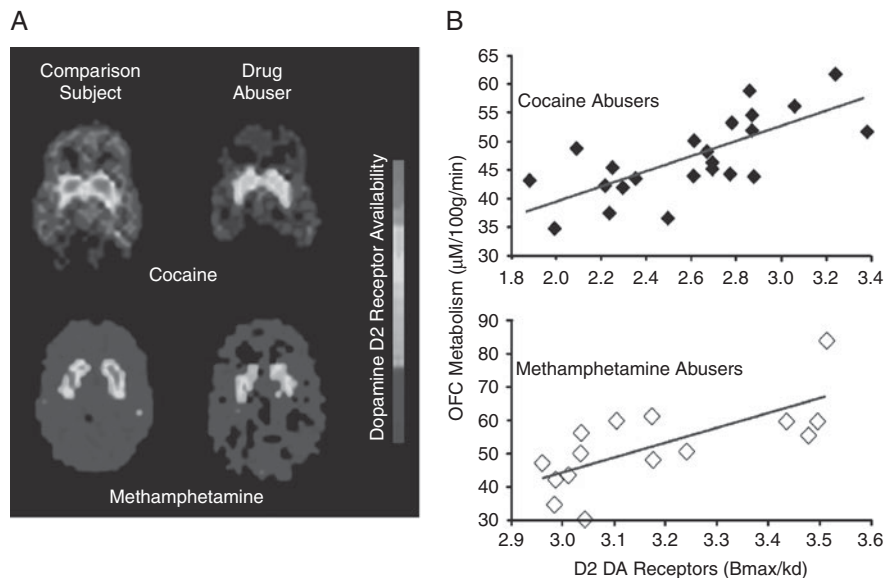 A
Comparison
Subject
Drug
Abuser
Cocaine
Methamphetamine
Dopamine D2 Receptor Availability
B
OFC Metabolism (μM/100g/min)
65
60
55
50
45
40
35
30
Cocaine Abusers
1.8 2.0 2.2 2.4 2.6 2.8 3.0 3.2 3.4
90
80
70
60
50
40
30
Methamphetamine Abusers
2.9 3.0 3.1 3.2 3.3 3.4 3.5 3.6
D2 DA Receptors (Bmax/kd)